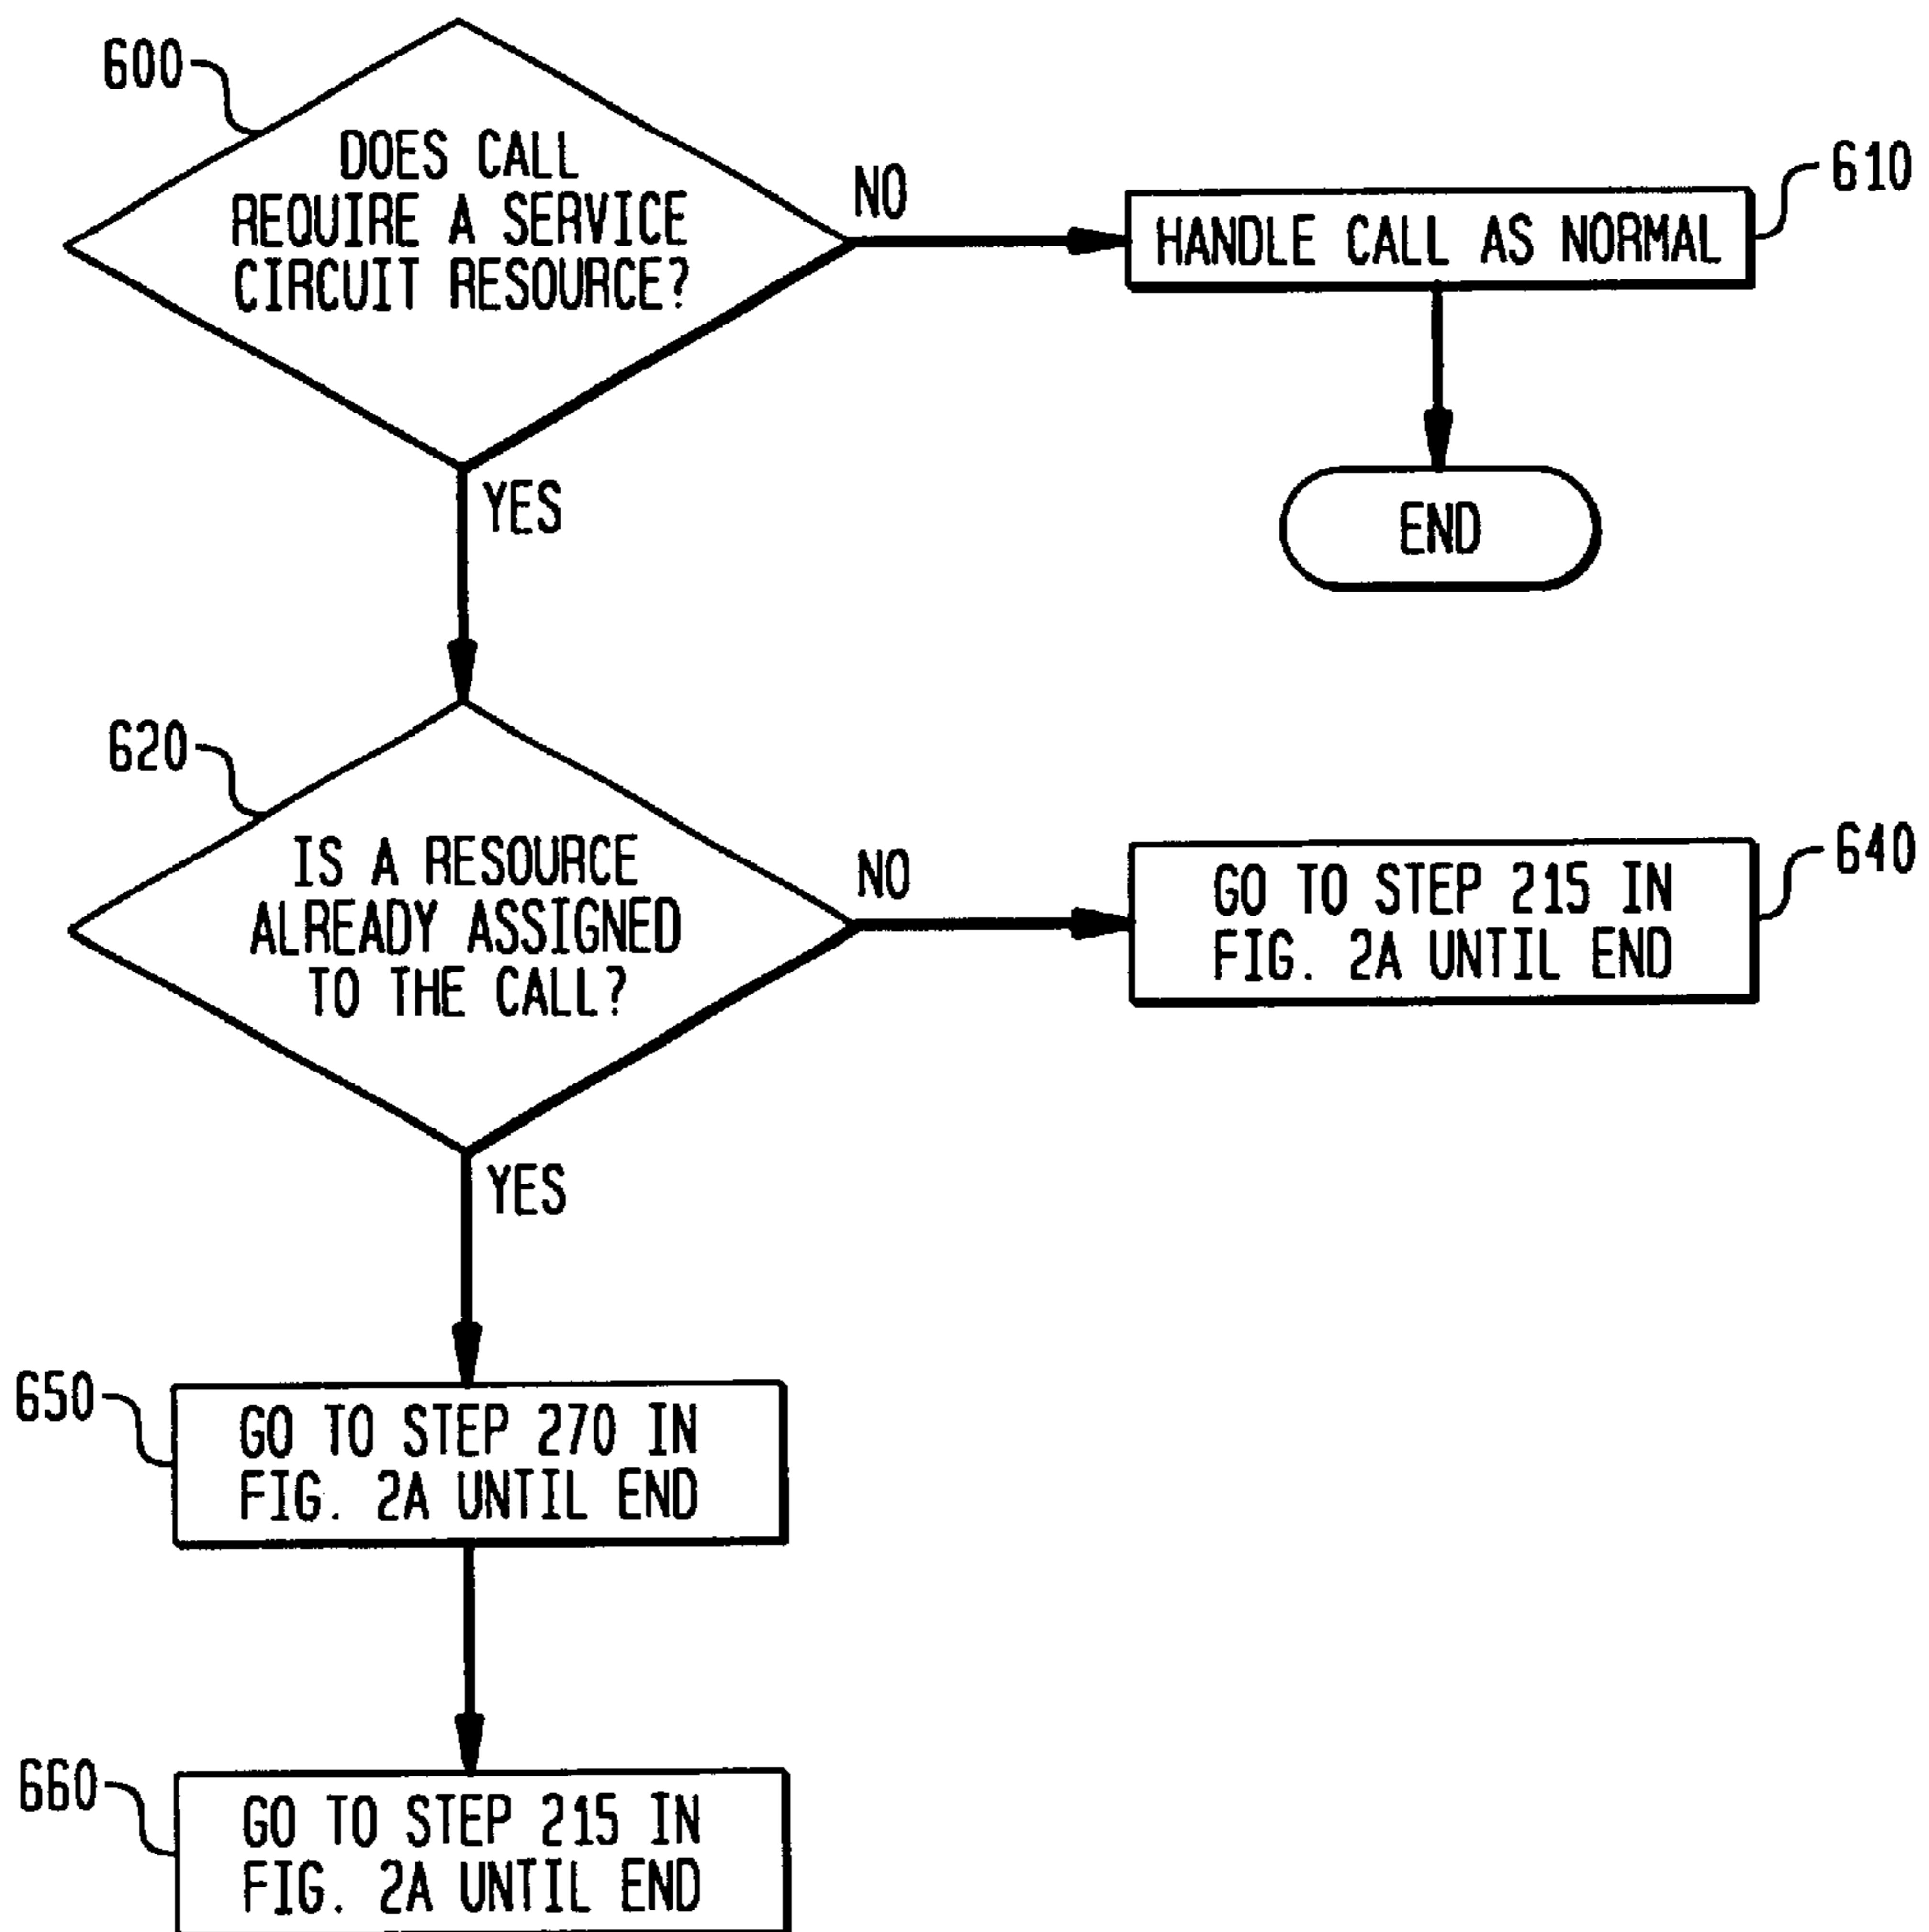 600
DOES CALL
REQUIRE A SERVICE
CIRCUIT RESOURCE?
NO
610
HANDLE CALL AS NORMAL
YES
END
620
IS A RESOURCE
ALREADY ASSIGNED
TO THE CALL?
NO
640
GO TO STEP 215 IN
FIG. 2A UNTIL END
YES
650
GO TO STEP 270 IN
FIG. 2A UNTIL END
660
GO TO STEP 215 IN
FIG. 2A UNTIL END